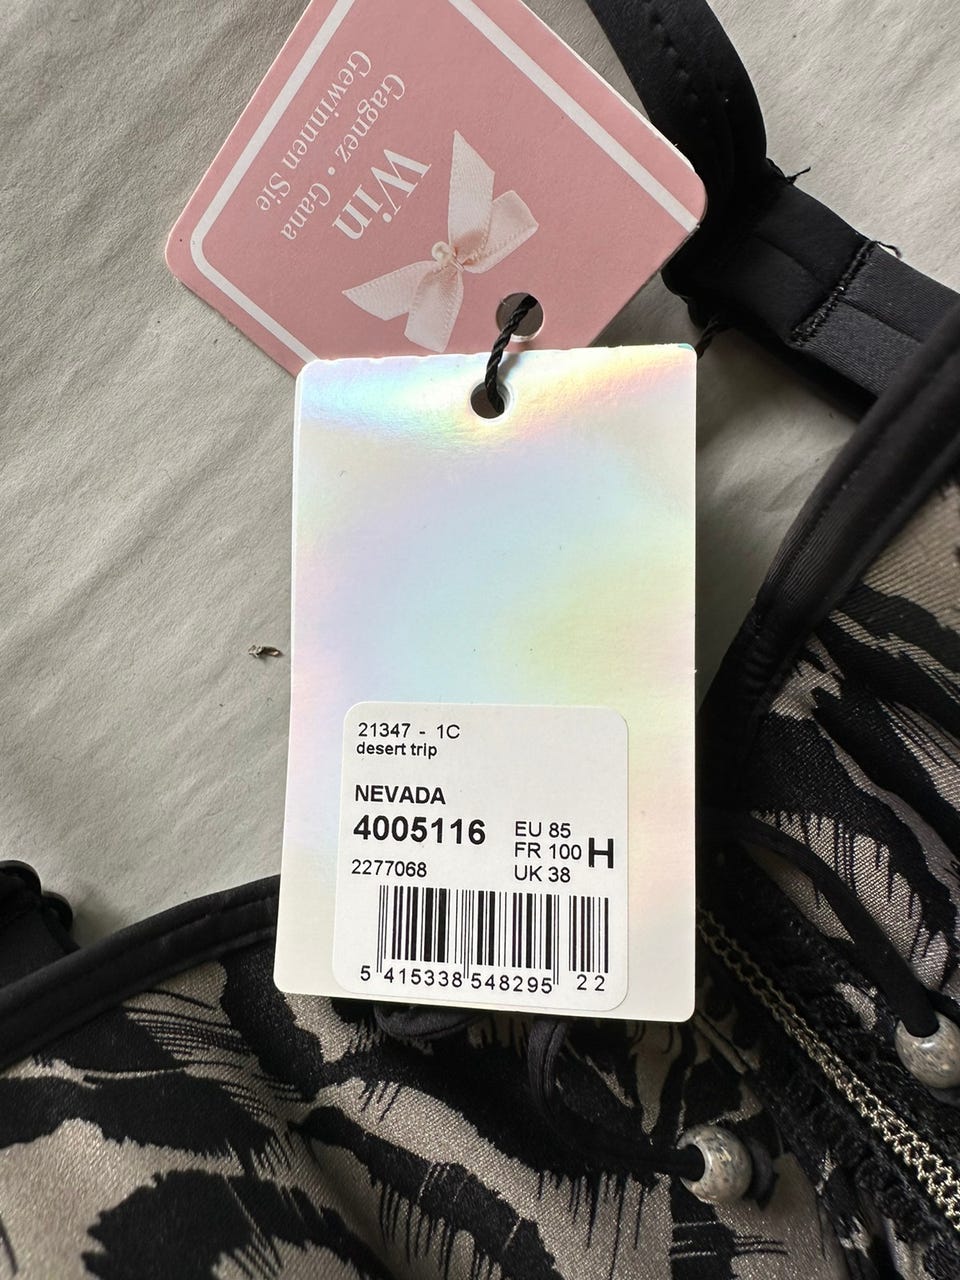 Win
Gagnez • Gana
Gewinnen Sie
21347 - 1C
desert trip
NEVADA
4005116
EU 85
FR 100 H
UK 38
2277068
5 415338 548295 22